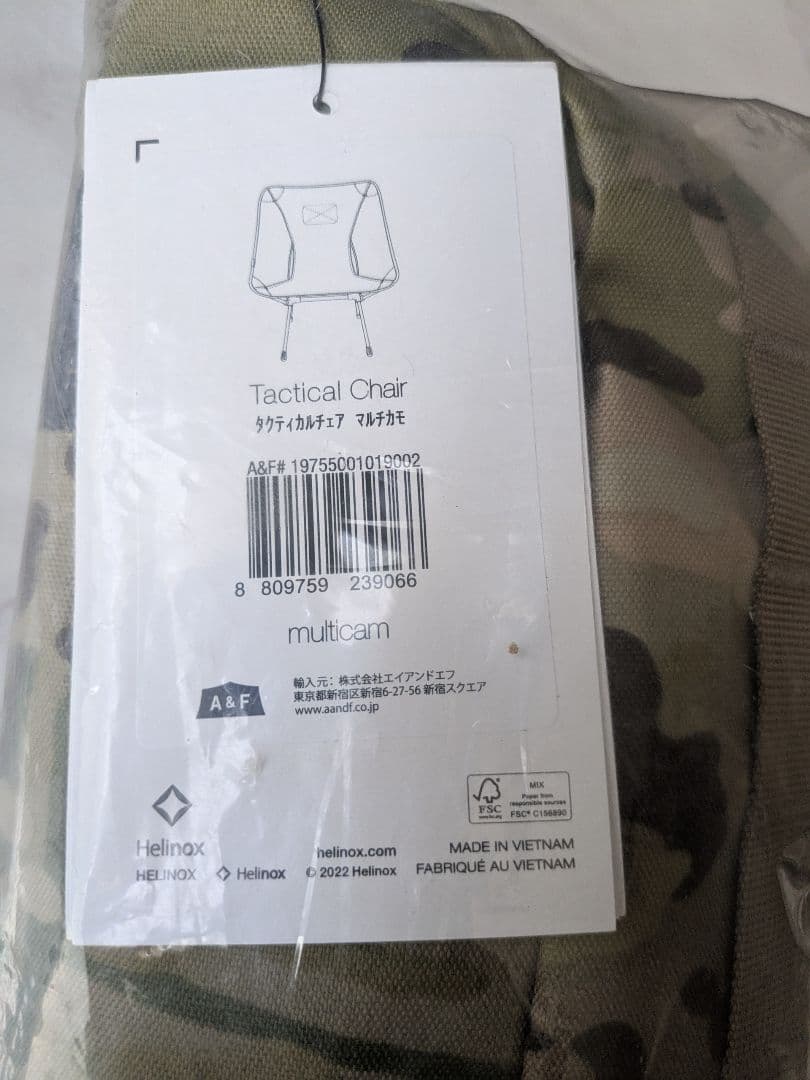 Tactical Chair
タクティカルチェア マルチカモ
A&F# 19755001019002
8 809759 239066
multicam
A & F
輸入元: 株式会社エイアンドエフ
東京都新宿区新宿6-27-56 新宿スクエア
www.aandf.co.jp
FSC
MIX
Paper from
responsible sources
FSC® C156890
Helinox
HELINOX
Helinox
helinox.com
© 2022 Helinox
MADE IN VIETNAM
FABRIQUÉ AU VIETNAM